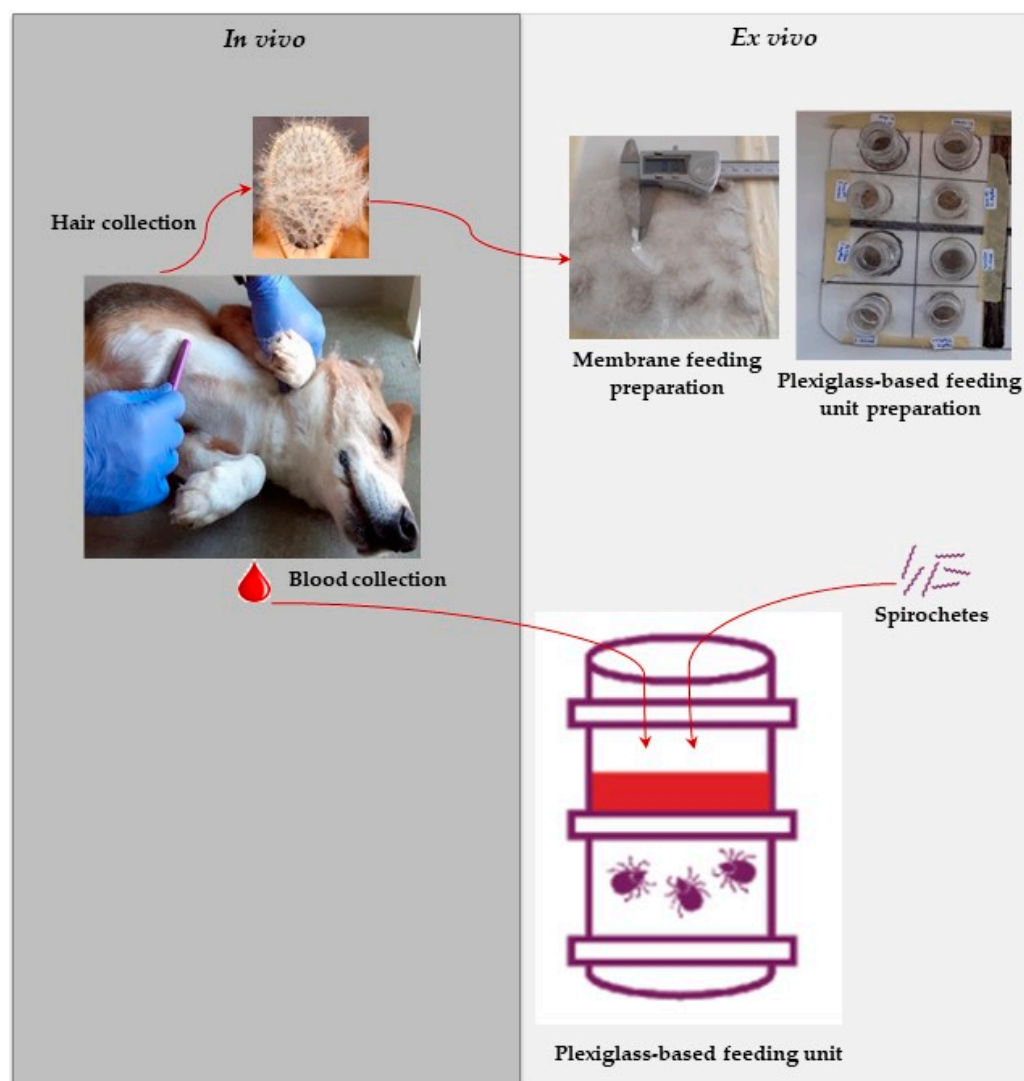 In vivo
Ex vivo
Hair collection
Membrane feeding
preparation
Plexiglass-based feeding
unit preparation
Blood collection
Spirochetes
Plexiglass-based feeding unit